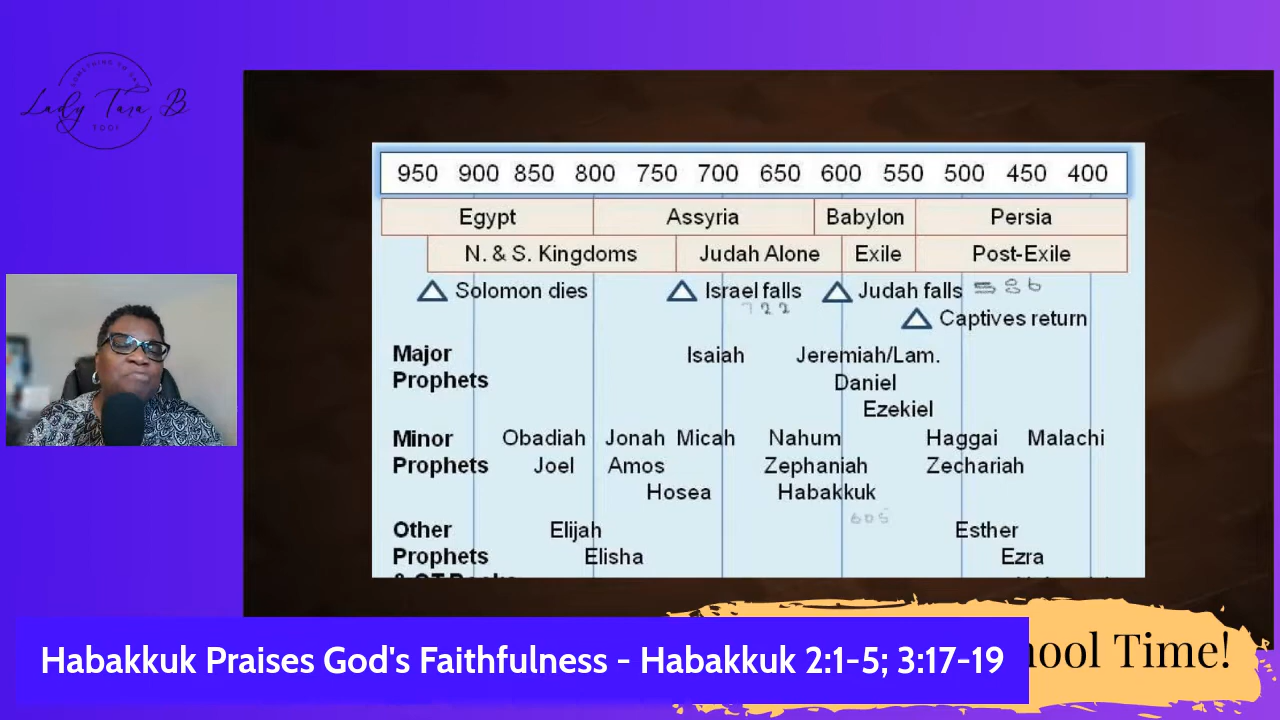 SOMETHING TO
Lady Tara B
TOO!
950 900 850 800 750 700 650 600 550 500 450 400
Egypt Assyria Babylon Persia
N. & S. Kingdoms Judah Alone Exile Post-Exile
Solomon dies Israel falls Judah falls 586
722
Captives return
Major Isaiah Jeremiah/Lam.
Prophets Daniel
Ezekiel
Minor Obadiah Jonah Micah Nahum Haggai Malachi
Prophets Joel Amos Zephaniah Zechariah
Hosea Habakkuk
605
Other Elijah Esther
Prophets Elisha Ezra
Habakkuk Praises God's Faithfulness - Habakkuk 2:1-5; 3:17-19
hool Time!